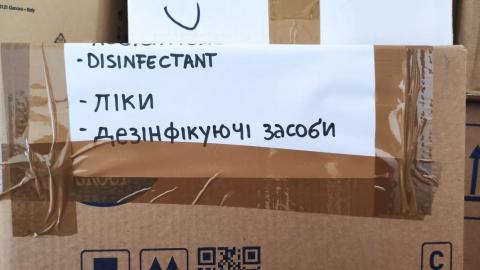 - DISINFECTANT
- ЛІКИ
- дезінфікуючі засоби
C